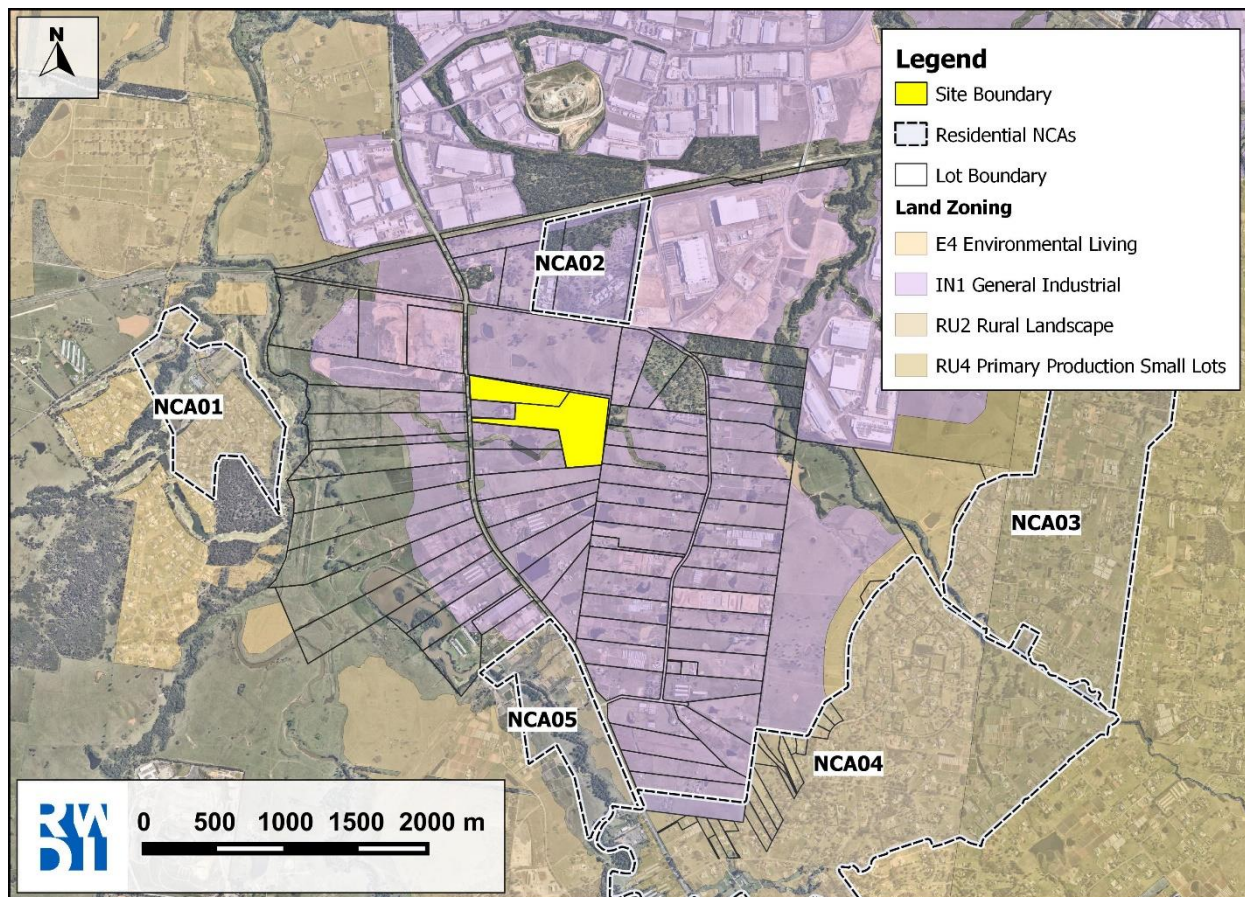 N
Legend
Site Boundary
Residential NCAs
Lot Boundary
Land Zoning
E4 Environmental Living
IN1 General Industrial
RU2 Rural Landscape
RU4 Primary Production Small Lots
NCA02
NCA01
NCA03
NCA05
NCA04
RWDI
0 500 1000 1500 2000 m